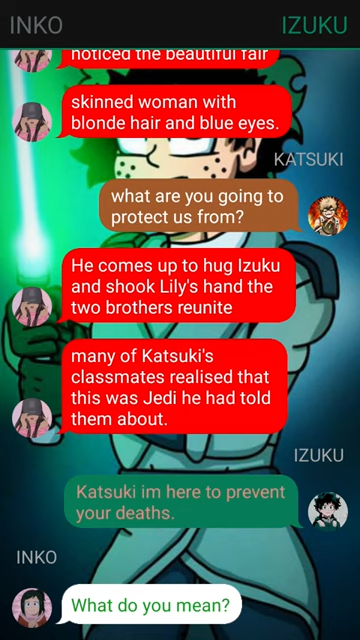 INKO IZUKU
noticed the beautiful fair
skinned woman with
blonde hair and blue eyes.
KATSUKI
what are you going to
protect us from?
He comes up to hug Izuku
and shook Lily's hand the
two brothers reunite
many of Katsuki's
classmates realised that
this was Jedi he had told
them about.
IZUKU
Katsuki im here to prevent
your deaths.
INKO
What do you mean?